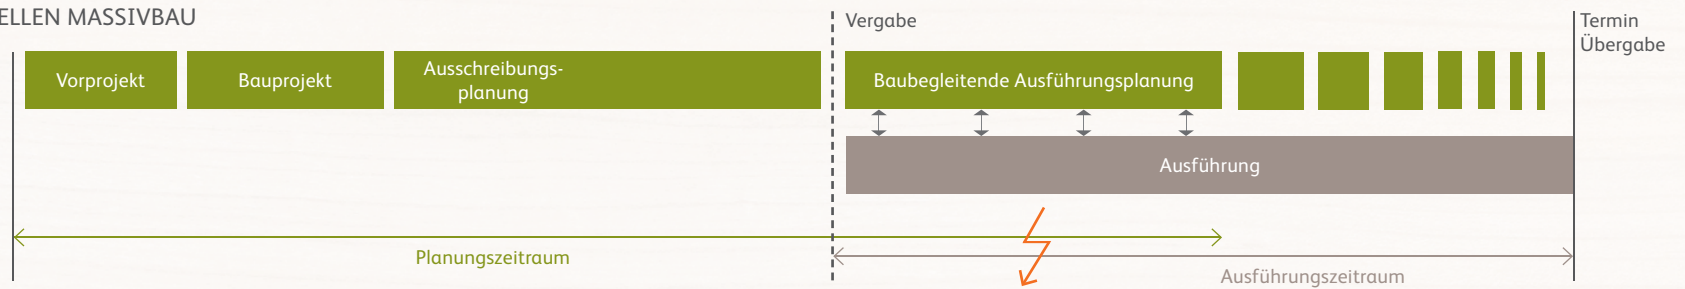 ELLEN MASSIVBAU
Vergabe
Termin
Übergabe
Vorprojekt
Bauprojekt
Ausschreibungs-
planung
Baubegleitende Ausführungsplanung
Ausführung
Planungszeitraum
Ausführungszeitraum